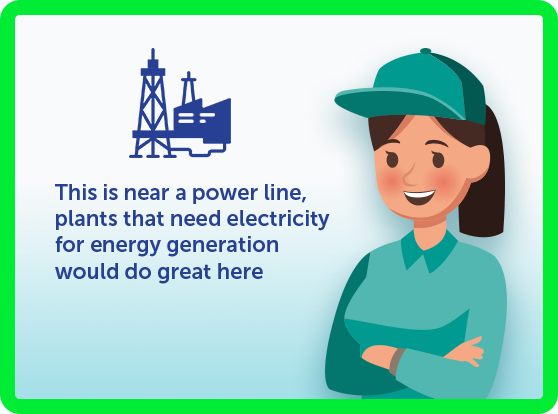 This is near a power line,
plants that need electricity
for energy generation
would do great here